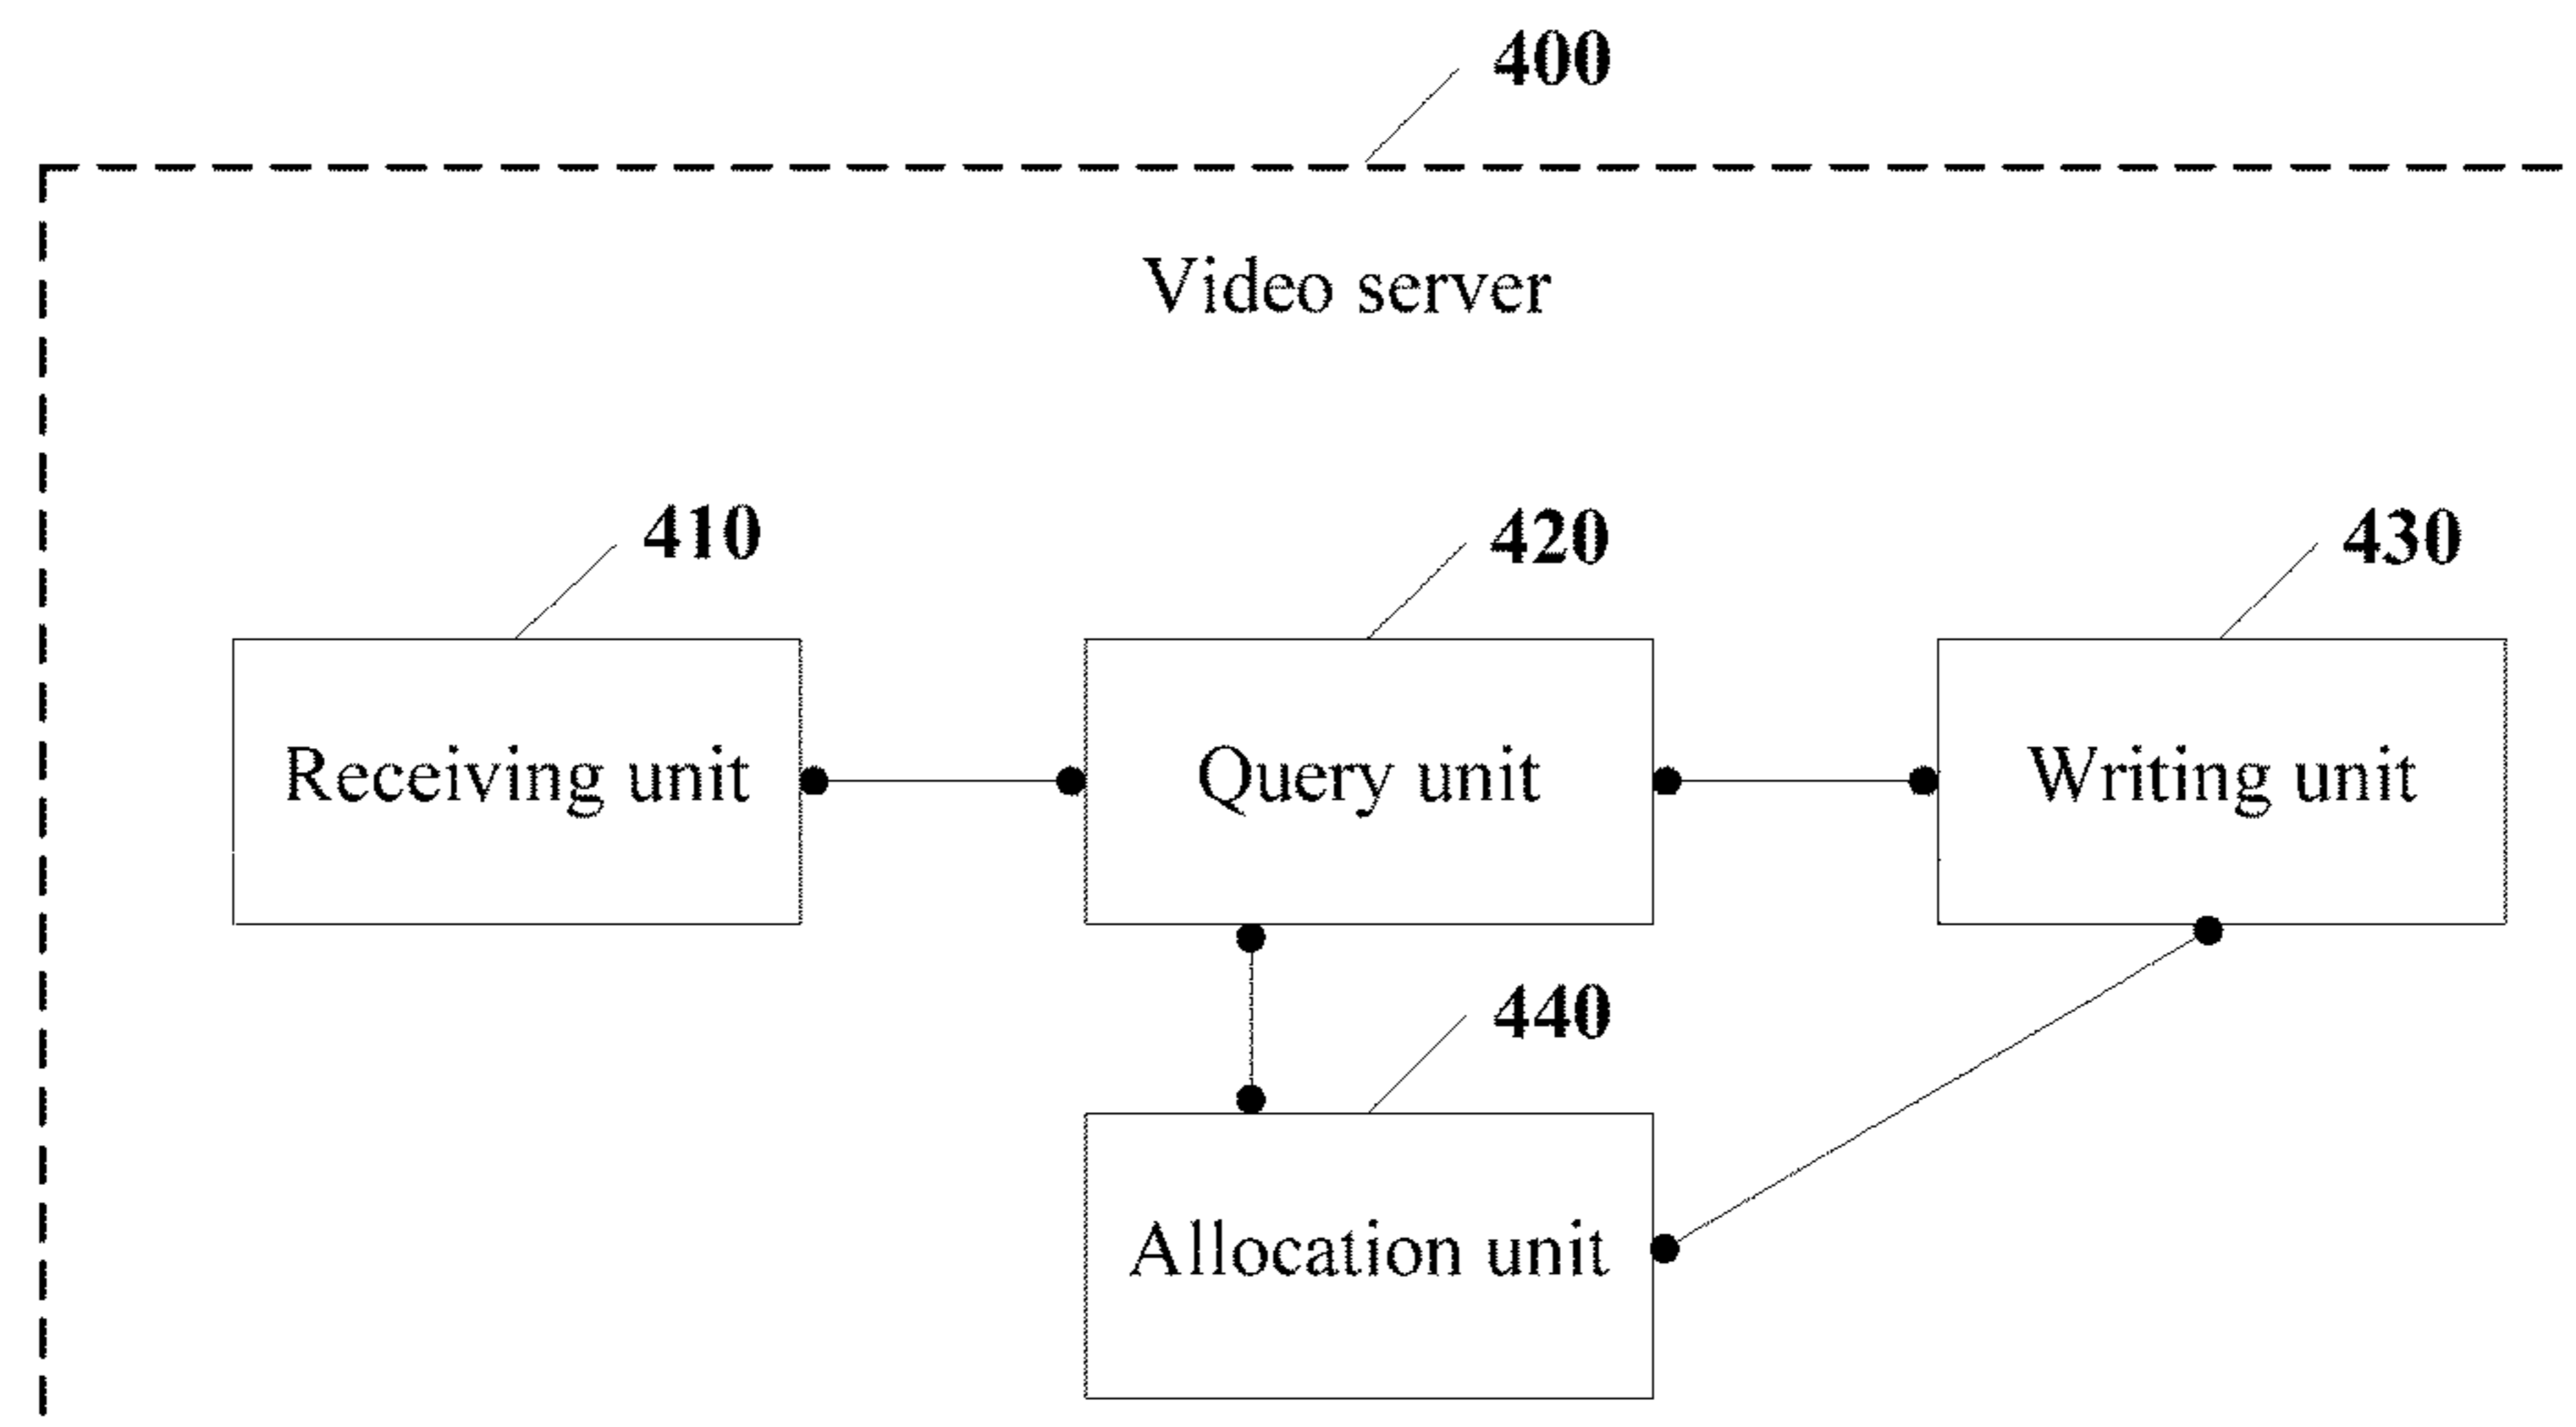 400
Video server
410
420
430
Receiving unit
Query unit
Writing unit
440
Allocation unit